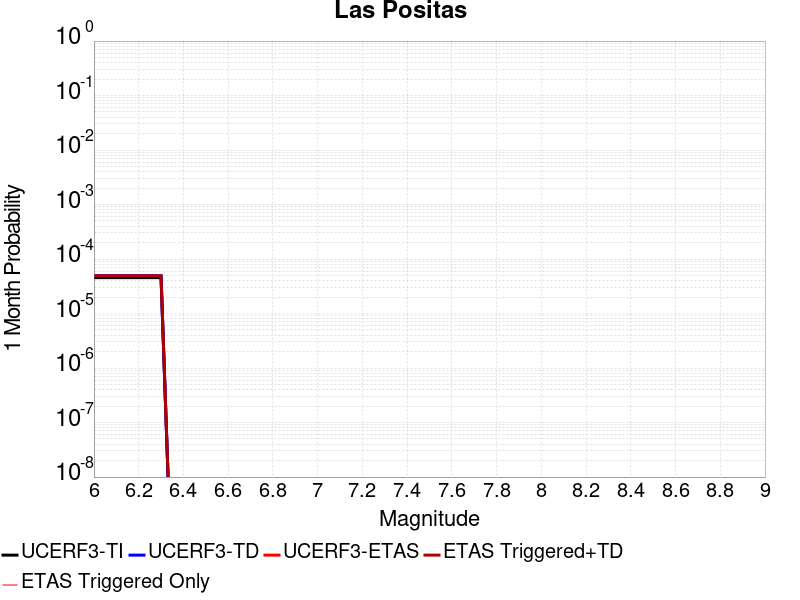 Las Positas
10^0
10^-1
10^-2
10^-3
10^-4
10^-5
10^-6
10^-7
10^-8
1 Month Probability
6 6.2 6.4 6.6 6.8 7 7.2 7.4 7.6 7.8 8 8.2 8.4 8.6 8.8 9
Magnitude
UCERF3-TI UCERF3-TD UCERF3-ETAS ETAS Triggered+TD
ETAS Triggered Only